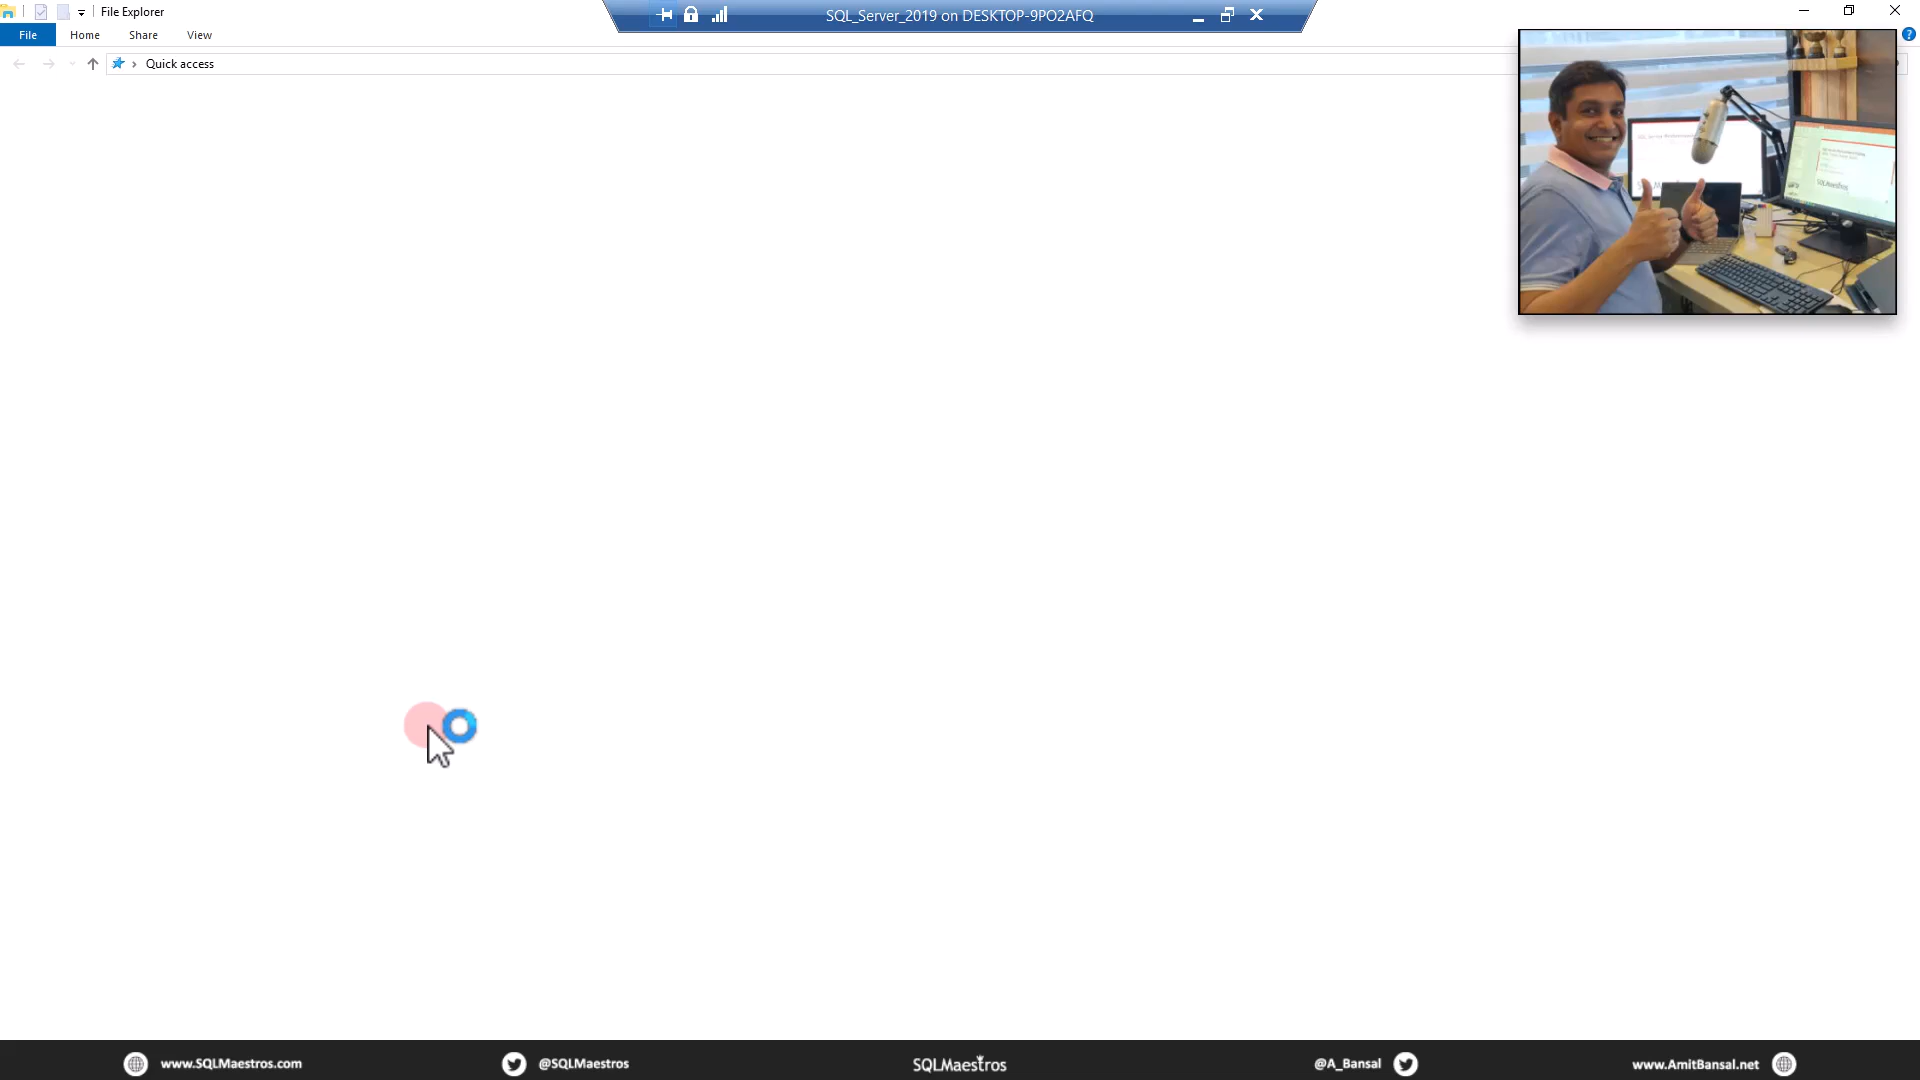 File Explorer
SQL_Server_2019 on DESKTOP-9PO2AFQ
File
Home
Share
View
Quick access
SQLMaestros
www.SQLMaestros.com
@SQLMaestros
SQLMaestros
@A_Bansal
www.AmitBansal.net